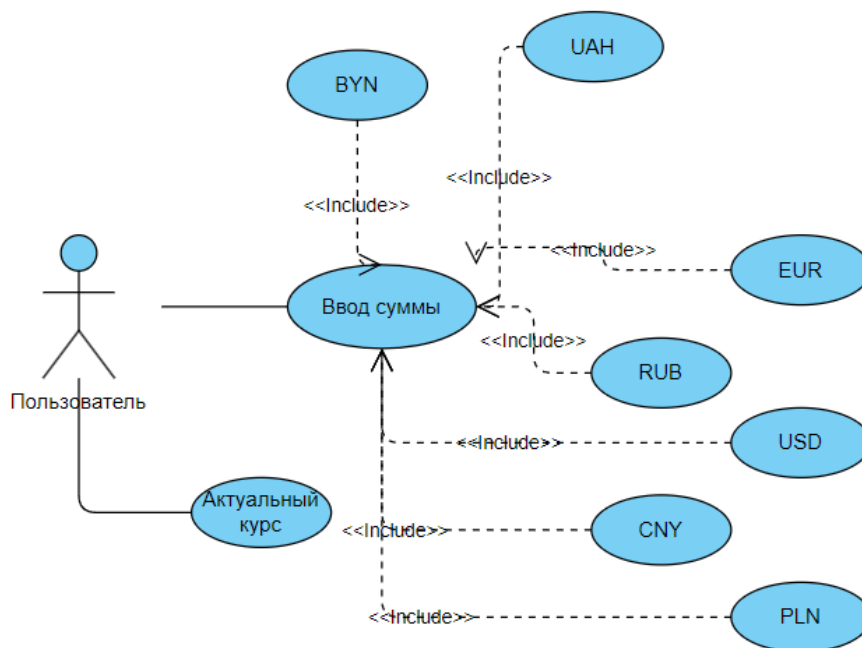 UAH
BYN
<<Include>>
<<Include>>
<<Include>>
EUR
Ввод суммы
<<Include>>
RUB
Пользователь
<<Include>>
USD
Актуальный
курс
<<Include>>
CNY
<<Include>>
PLN